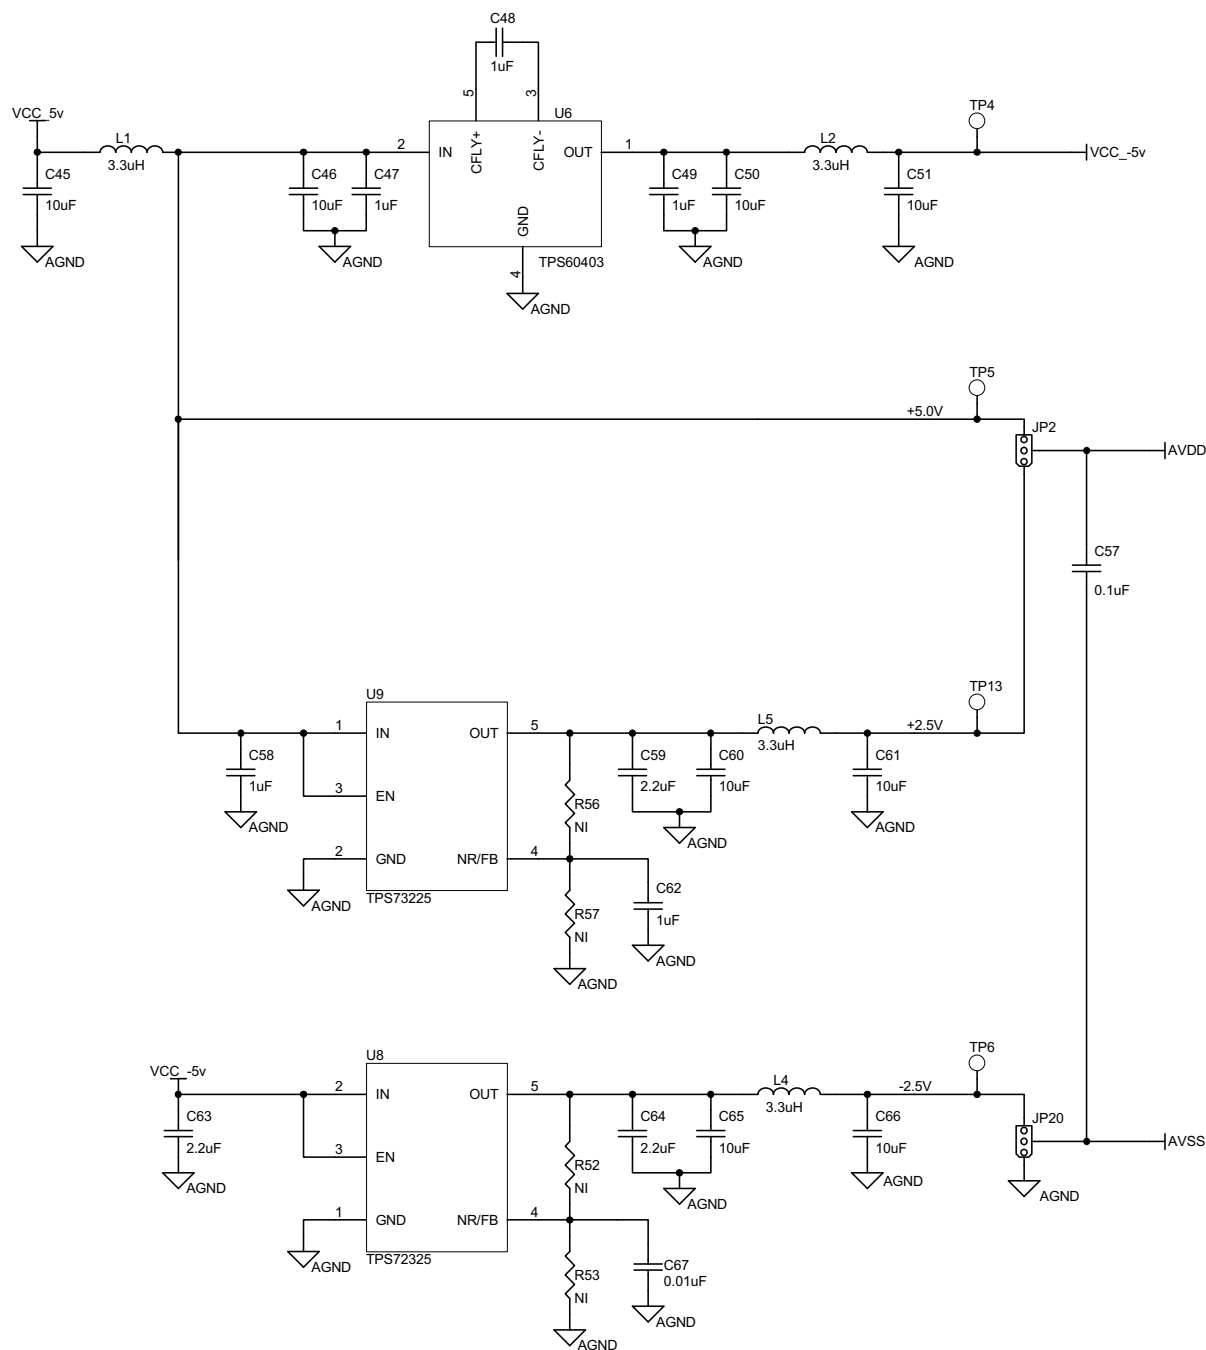 C48
1uF
5
3
U6
TP4
VCC_5v
L1
3.3uH
2
IN
CFLY+
CFLY-
OUT
1
L2
3.3uH
VCC_-5v
C45
10uF
C46
10uF
C47
1uF
C49
1uF
C50
10uF
C51
10uF
GND
AGND
AGND
4
TPS60403
AGND
AGND
AGND
TP5
+5.0V
JP2
AVDD
C57
0.1uF
TP13
U9
1
IN
OUT
5
L5
3.3uH
+2.5V
C58
1uF
C59
2.2uF
C60
10uF
C61
10uF
3
EN
R56
NI
AGND
AGND
AGND
2
GND
NR/FB
4
AGND
TPS73225
C62
1uF
R57
NI
AGND
AGND
TP6
U8
VCC_-5v
2
IN
OUT
5
L4
3.3uH
-2.5V
C63
2.2uF
C64
2.2uF
C65
10uF
C66
10uF
JP20
AVSS
3
EN
R52
NI
AGND
AGND
AGND
AGND
1
GND
NR/FB
4
AGND
TPS72325
C67
0.01uF
R53
NI
AGND
AGND